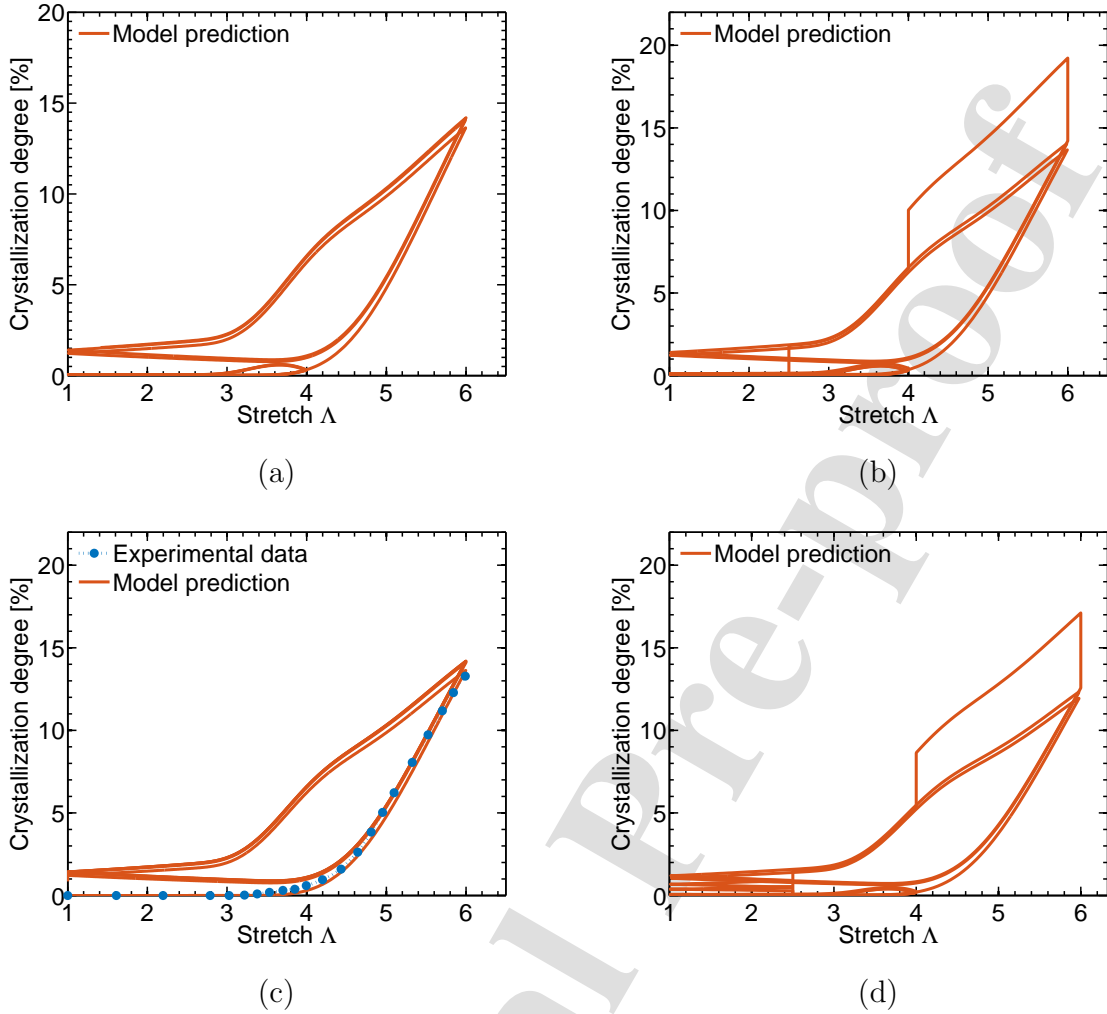 20
15
10
5
0
1 2 3 4 5 6
Crystallization degree [%]
Stretch Λ
Model prediction
(a)
20
15
10
5
0
1 2 3 4 5 6
Crystallization degree [%]
Stretch Λ
Model prediction
(b)
20
15
10
5
0
1 2 3 4 5 6
Crystallization degree [%]
Stretch Λ
Experimental data
Model prediction
(c)
20
15
10
5
0
1 2 3 4 5 6
Crystallization degree [%]
Stretch Λ
Model prediction
(d)
al Pre-proof